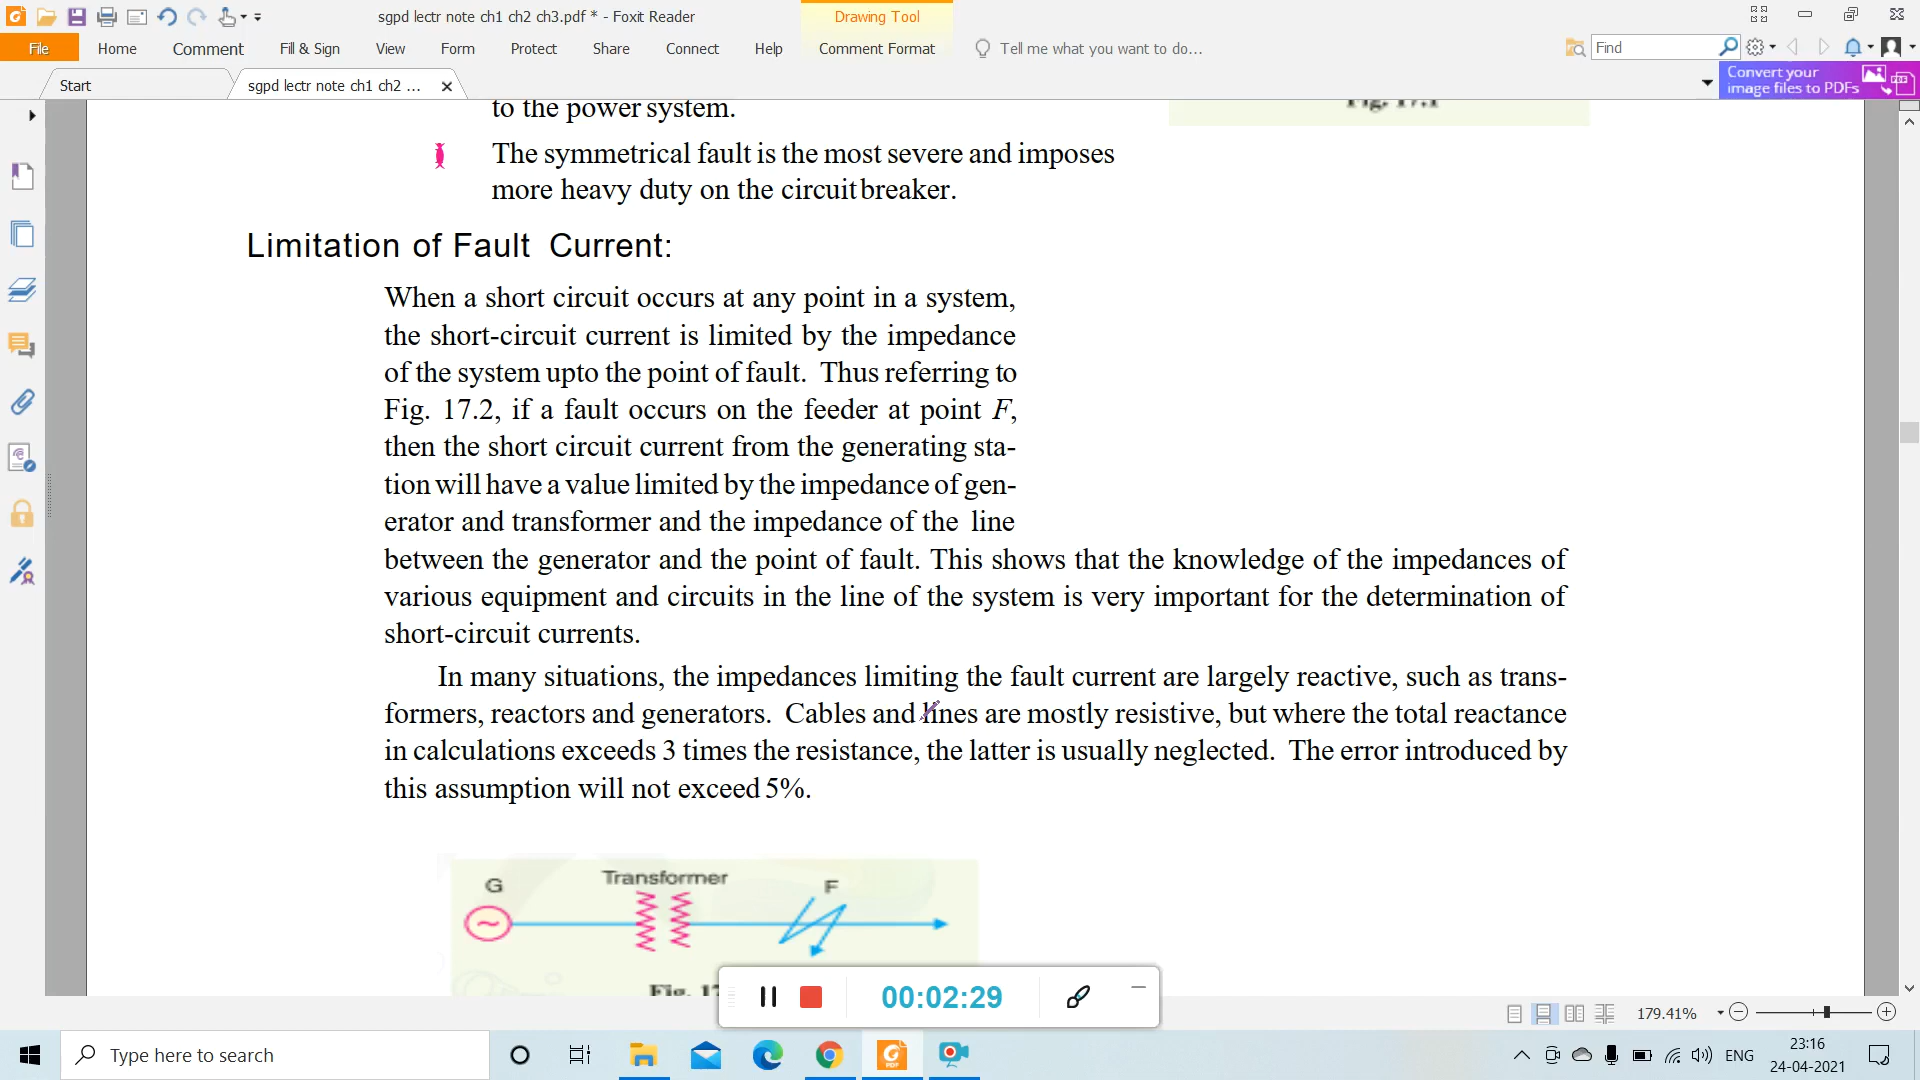 sgpd lectr note ch1 ch2 ch3.pdf * - Foxit Reader
Drawing Tool
File Home Comment Fill & Sign View Form Protect Share Connect Help Comment Format Tell me what you want to do... Find
Start sgpd lectr note ch1 ch2 ...
Convert your
image files to PDFs
to the power system.
Fig. 17.1
The symmetrical fault is the most severe and imposes
more heavy duty on the circuit breaker.
Limitation of Fault Current:
When a short circuit occurs at any point in a system,
the short-circuit current is limited by the impedance
of the system upto the point of fault. Thus referring to
Fig. 17.2, if a fault occurs on the feeder at point F,
then the short circuit current from the generating sta-
tion will have a value limited by the impedance of gen-
erator and transformer and the impedance of the line
between the generator and the point of fault. This shows that the knowledge of the impedances of
various equipment and circuits in the line of the system is very important for the determination of
short-circuit currents.
In many situations, the impedances limiting the fault current are largely reactive, such as trans-
formers, reactors and generators. Cables and lines are mostly resistive, but where the total reactance
in calculations exceeds 3 times the resistance, the latter is usually neglected. The error introduced by
this assumption will not exceed 5%.
G Transformer F
Fig. 17
00:02:29
179.41%
Type here to search
ENG
23:16
24-04-2021